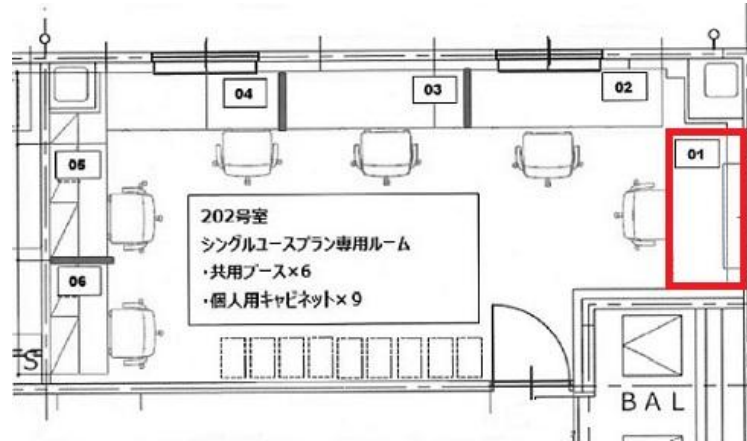 04
03
02
01
05
202号室
シングルユースプラン専用ルーム
・共用ブース×6
・個人用キャビネット×9
06
S
BAL